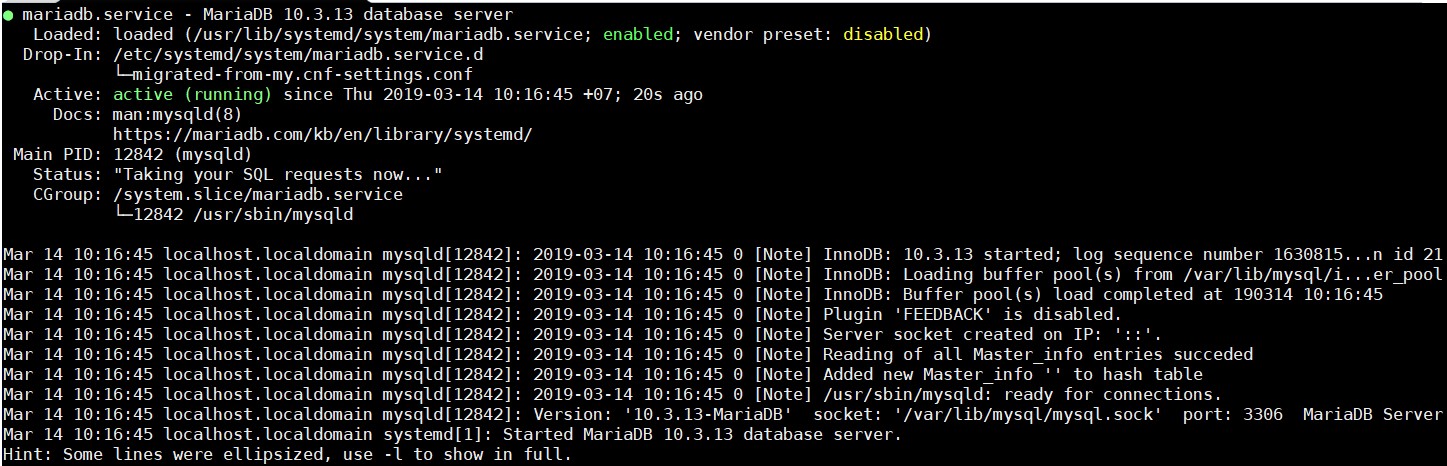 ● mariadb.service - MariaDB 10.3.13 database server
Loaded: loaded (/usr/lib/systemd/system/mariadb.service; enabled; vendor preset: disabled)
Drop-In: /etc/systemd/system/mariadb.service.d
└─migrated-from-my.cnf-settings.conf
Active: active (running) since Thu 2019-03-14 10:16:45 +07; 20s ago
Docs: man:mysqld(8)
https://mariadb.com/kb/en/library/systemd/
Main PID: 12842 (mysqld)
Status: "Taking your SQL requests now..."
CGroup: /system.slice/mariadb.service
└─12842 /usr/sbin/mysqld
Mar 14 10:16:45 localhost.localdomain mysqld[12842]: 2019-03-14 10:16:45 0 [Note] InnoDB: 10.3.13 started; log sequence number 1630815...n id 21
Mar 14 10:16:45 localhost.localdomain mysqld[12842]: 2019-03-14 10:16:45 0 [Note] InnoDB: Loading buffer pool(s) from /var/lib/mysql/i...er_pool
Mar 14 10:16:45 localhost.localdomain mysqld[12842]: 2019-03-14 10:16:45 0 [Note] InnoDB: Buffer pool(s) load completed at 190314 10:16:45
Mar 14 10:16:45 localhost.localdomain mysqld[12842]: 2019-03-14 10:16:45 0 [Note] Plugin 'FEEDBACK' is disabled.
Mar 14 10:16:45 localhost.localdomain mysqld[12842]: 2019-03-14 10:16:45 0 [Note] Server socket created on IP: '::'.
Mar 14 10:16:45 localhost.localdomain mysqld[12842]: 2019-03-14 10:16:45 0 [Note] Reading of all Master_info entries succeded
Mar 14 10:16:45 localhost.localdomain mysqld[12842]: 2019-03-14 10:16:45 0 [Note] Added new Master_info '' to hash table
Mar 14 10:16:45 localhost.localdomain mysqld[12842]: 2019-03-14 10:16:45 0 [Note] /usr/sbin/mysqld: ready for connections.
Mar 14 10:16:45 localhost.localdomain mysqld[12842]: Version: '10.3.13-MariaDB'  socket: '/var/lib/mysql/mysql.sock'  port: 3306  MariaDB Server
Mar 14 10:16:45 localhost.localdomain systemd[1]: Started MariaDB 10.3.13 database server.
Hint: Some lines were ellipsized, use -l to show in full.